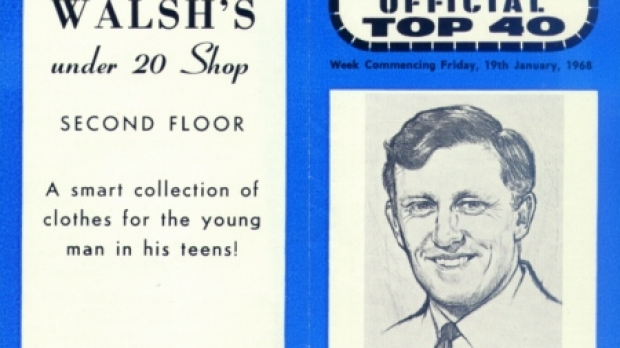 WALSH'S
under 20 Shop
SECOND FLOOR
A smart collection of
clothes for the young
man in his teens!
OFFICIAL
TOP 40
Week Commencing Friday, 19th January, 1968